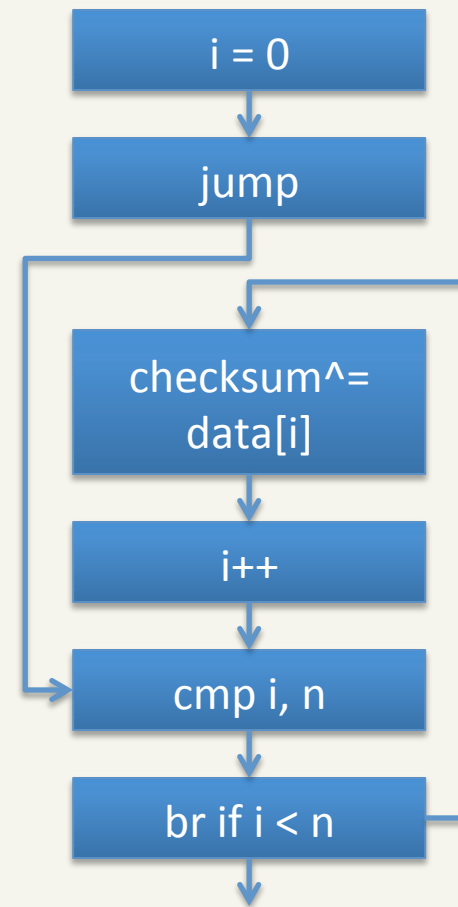 i = 0
jump
checksum^=
data[i]
i++
cmp i, n
br if i < n